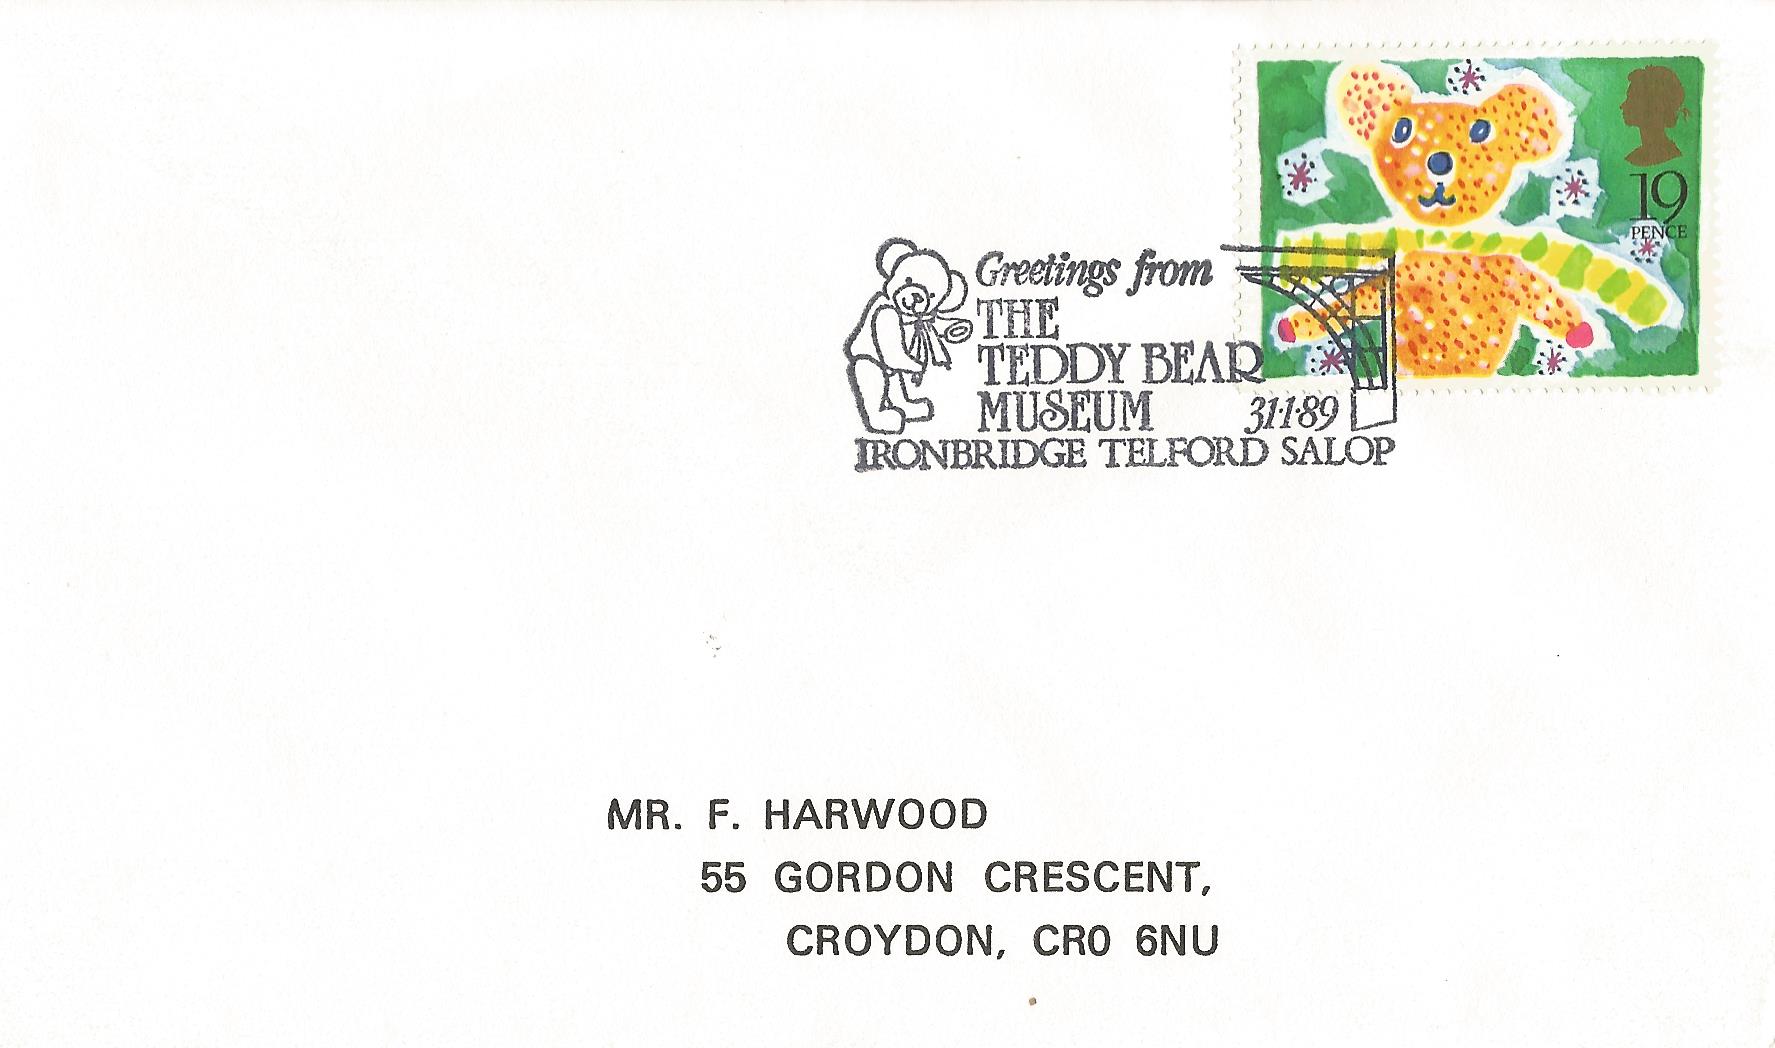 19
PENCE
Greetings from
THE
TEDDY BEAR
MUSEUM 31·1·89
IRONBRIDGE TELFORD SALOP
MR. F. HARWOOD
55 GORDON CRESCENT,
CROYDON, CR0 6NU